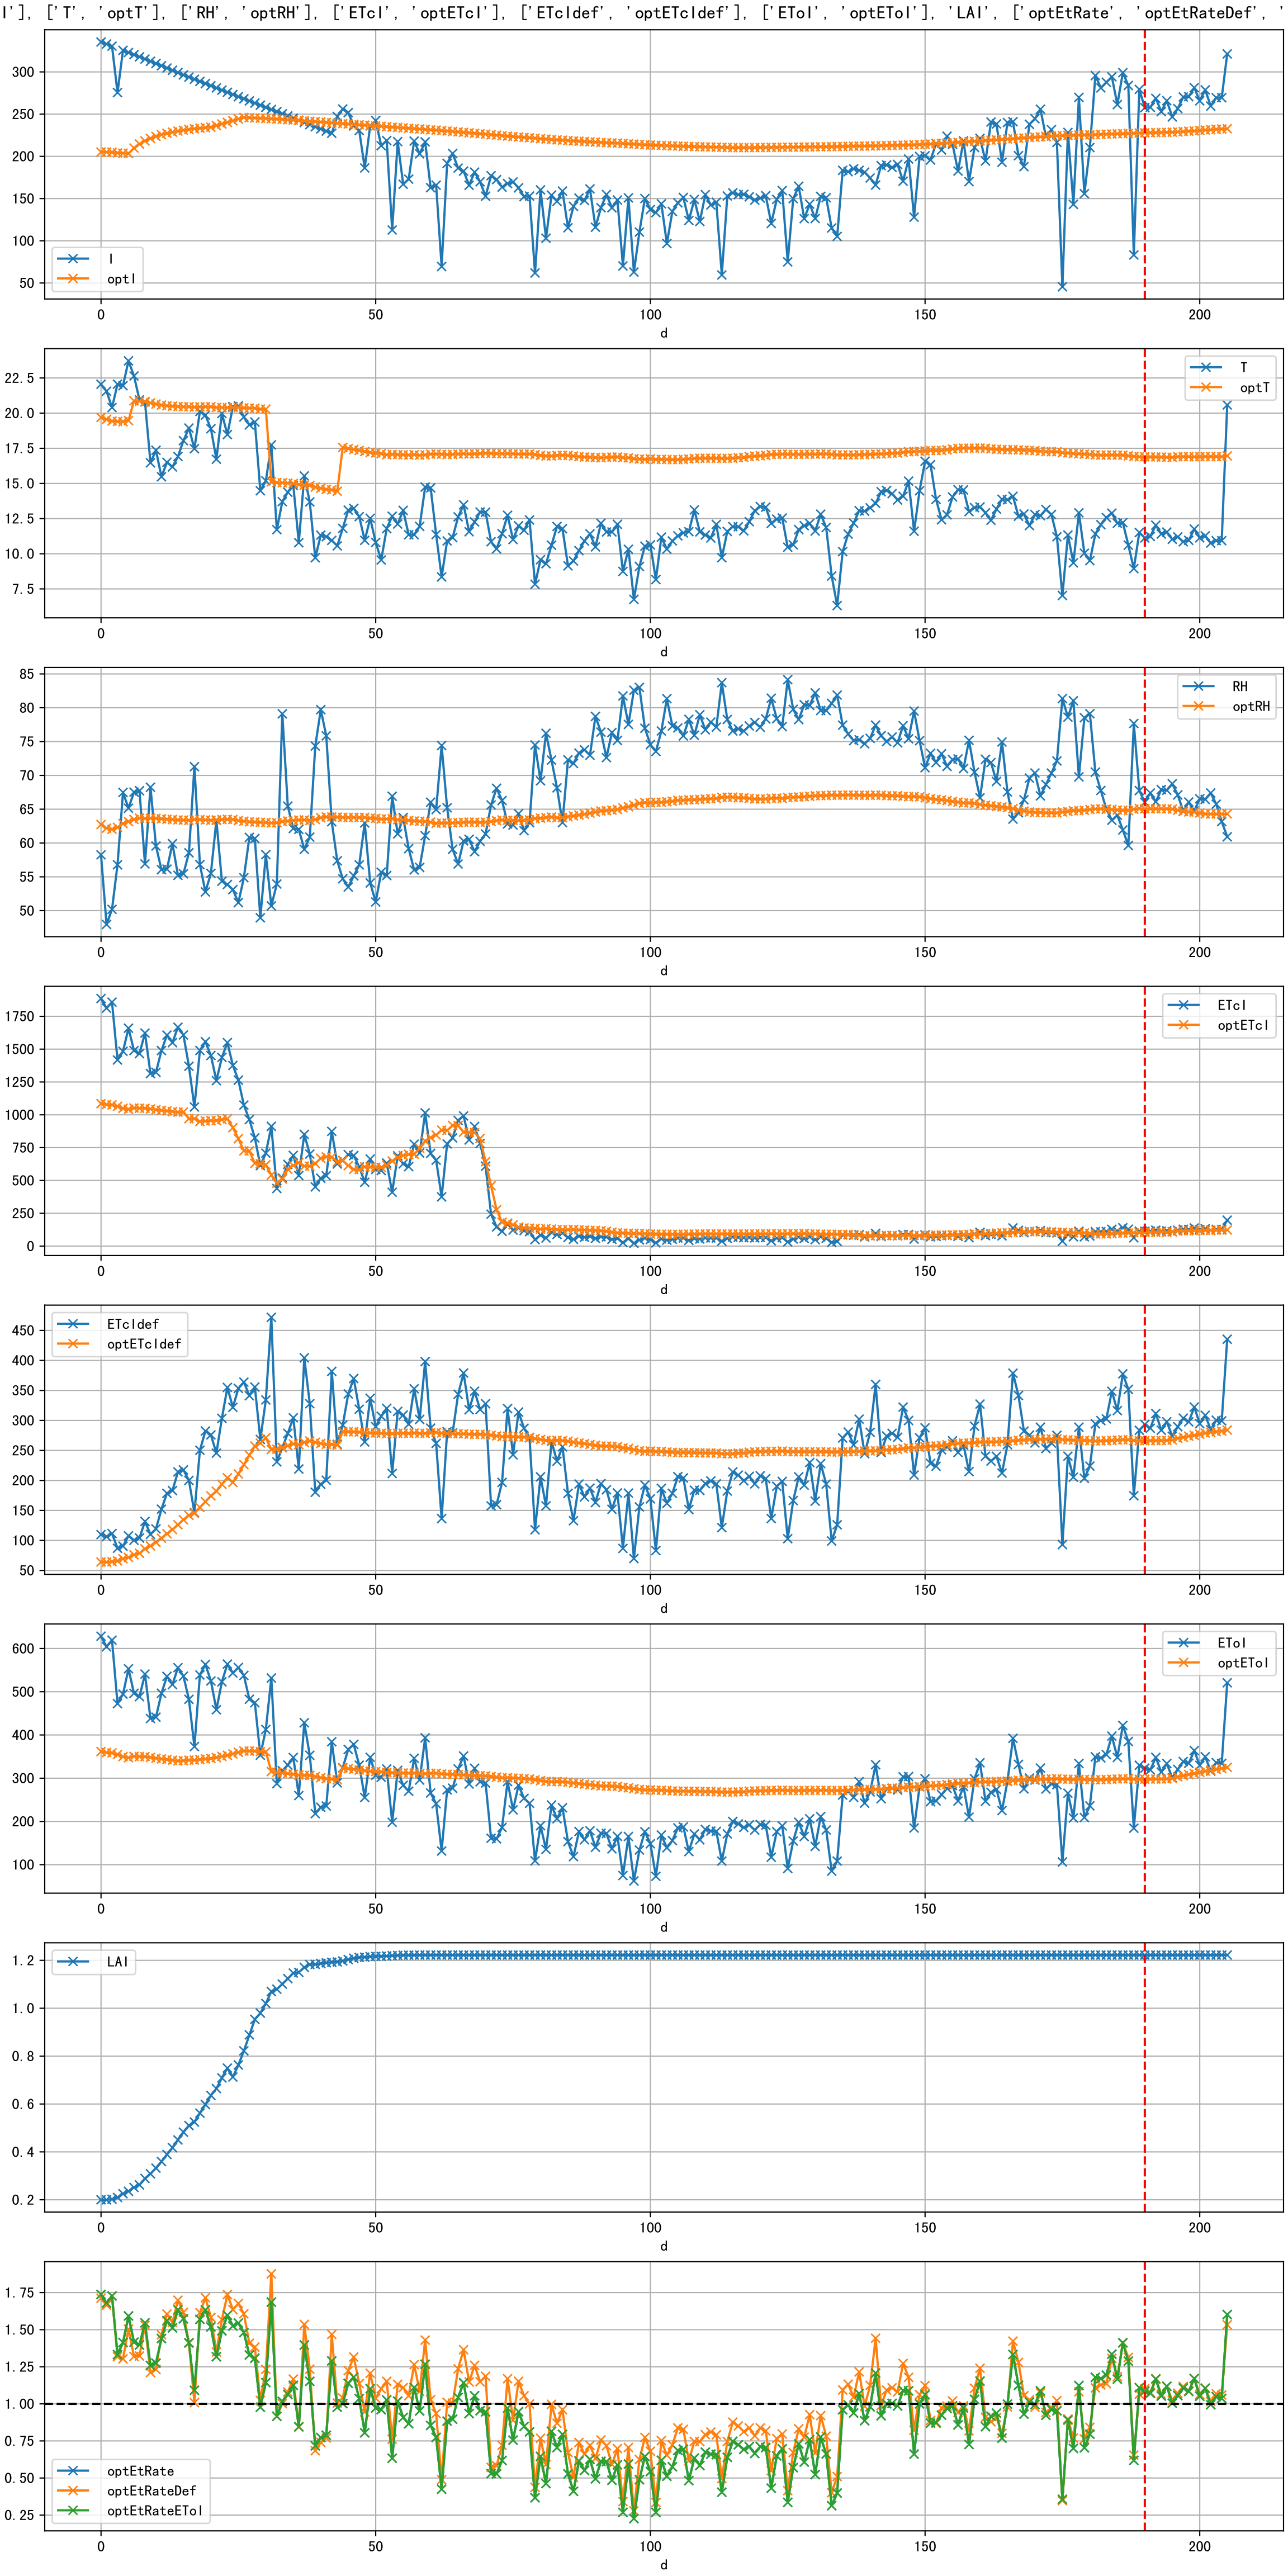 I'], ['T', 'optT'], ['RH', 'optRH'], ['ETcI', 'optETcI'], ['ETcIdef', 'optETcIdef'], ['EToI', 'optEToI'], 'LAI', ['optEtRate', 'optEtRateDef', '
300
250
200
150
100
50
I
optI
0 50 100 150 200
d
22.5
20.0
17.5
15.0
12.5
10.0
7.5
T
optT
0 50 100 150 200
d
85
80
75
70
65
60
55
50
RH
optRH
0 50 100 150 200
d
1750
1500
1250
1000
750
500
250
0
ETcI
optETcI
0 50 100 150 200
d
450
400
350
300
250
200
150
100
50
ETcIdef
optETcIdef
0 50 100 150 200
d
600
500
400
300
200
100
EToI
optEToI
0 50 100 150 200
d
1.2
1.0
0.8
0.6
0.4
0.2
LAI
0 50 100 150 200
d
1.75
1.50
1.25
1.00
0.75
0.50
0.25
optEtRate
optEtRateDef
optEtRateEToI
0 50 100 150 200
d